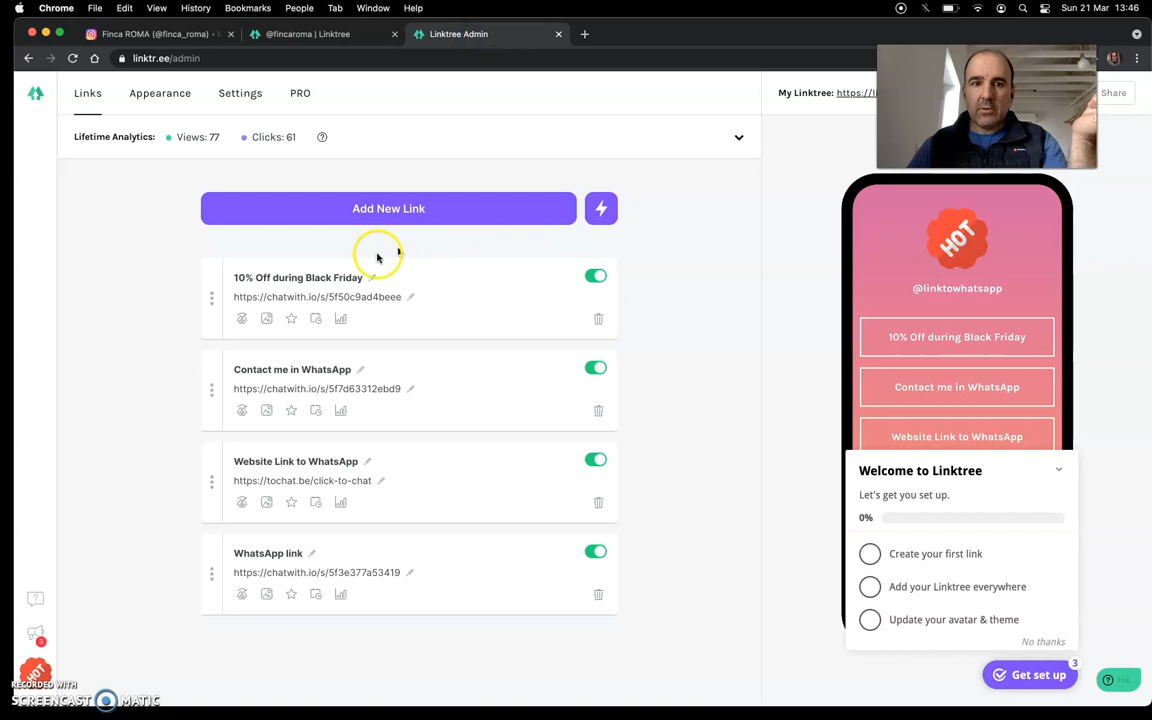 Chrome File Edit View History Bookmarks People Tab Window Help Sun 21 Mar 13:46
Finca ROMA (@finca_roma) • @fincaroma | Linktree Linktree Admin
linktr.ee/admin
Links Appearance Settings PRO My Linktree: https://li Share
Lifetime Analytics: Views: 77 Clicks: 61
Add New Link
HOT
@linktowhatsapp
10% Off during Black Friday
https://chatwith.io/s/5f50c9ad4beee
Contact me in WhatsApp
https://chatwith.io/s/5f7d63312ebd9
Website Link to WhatsApp
https://tochat.be/click-to-chat
WhatsApp link
https://chatwith.io/s/5f3e377a53419
10% Off during Black Friday
Contact me in WhatsApp
Website Link to WhatsApp
Welcome to Linktree
Let's get you set up.
0%
Create your first link
Add your Linktree everywhere
Update your avatar & theme
No thanks
Get set up 3
3
HOT
RECORDED WITH
SCREENCAST MATIC